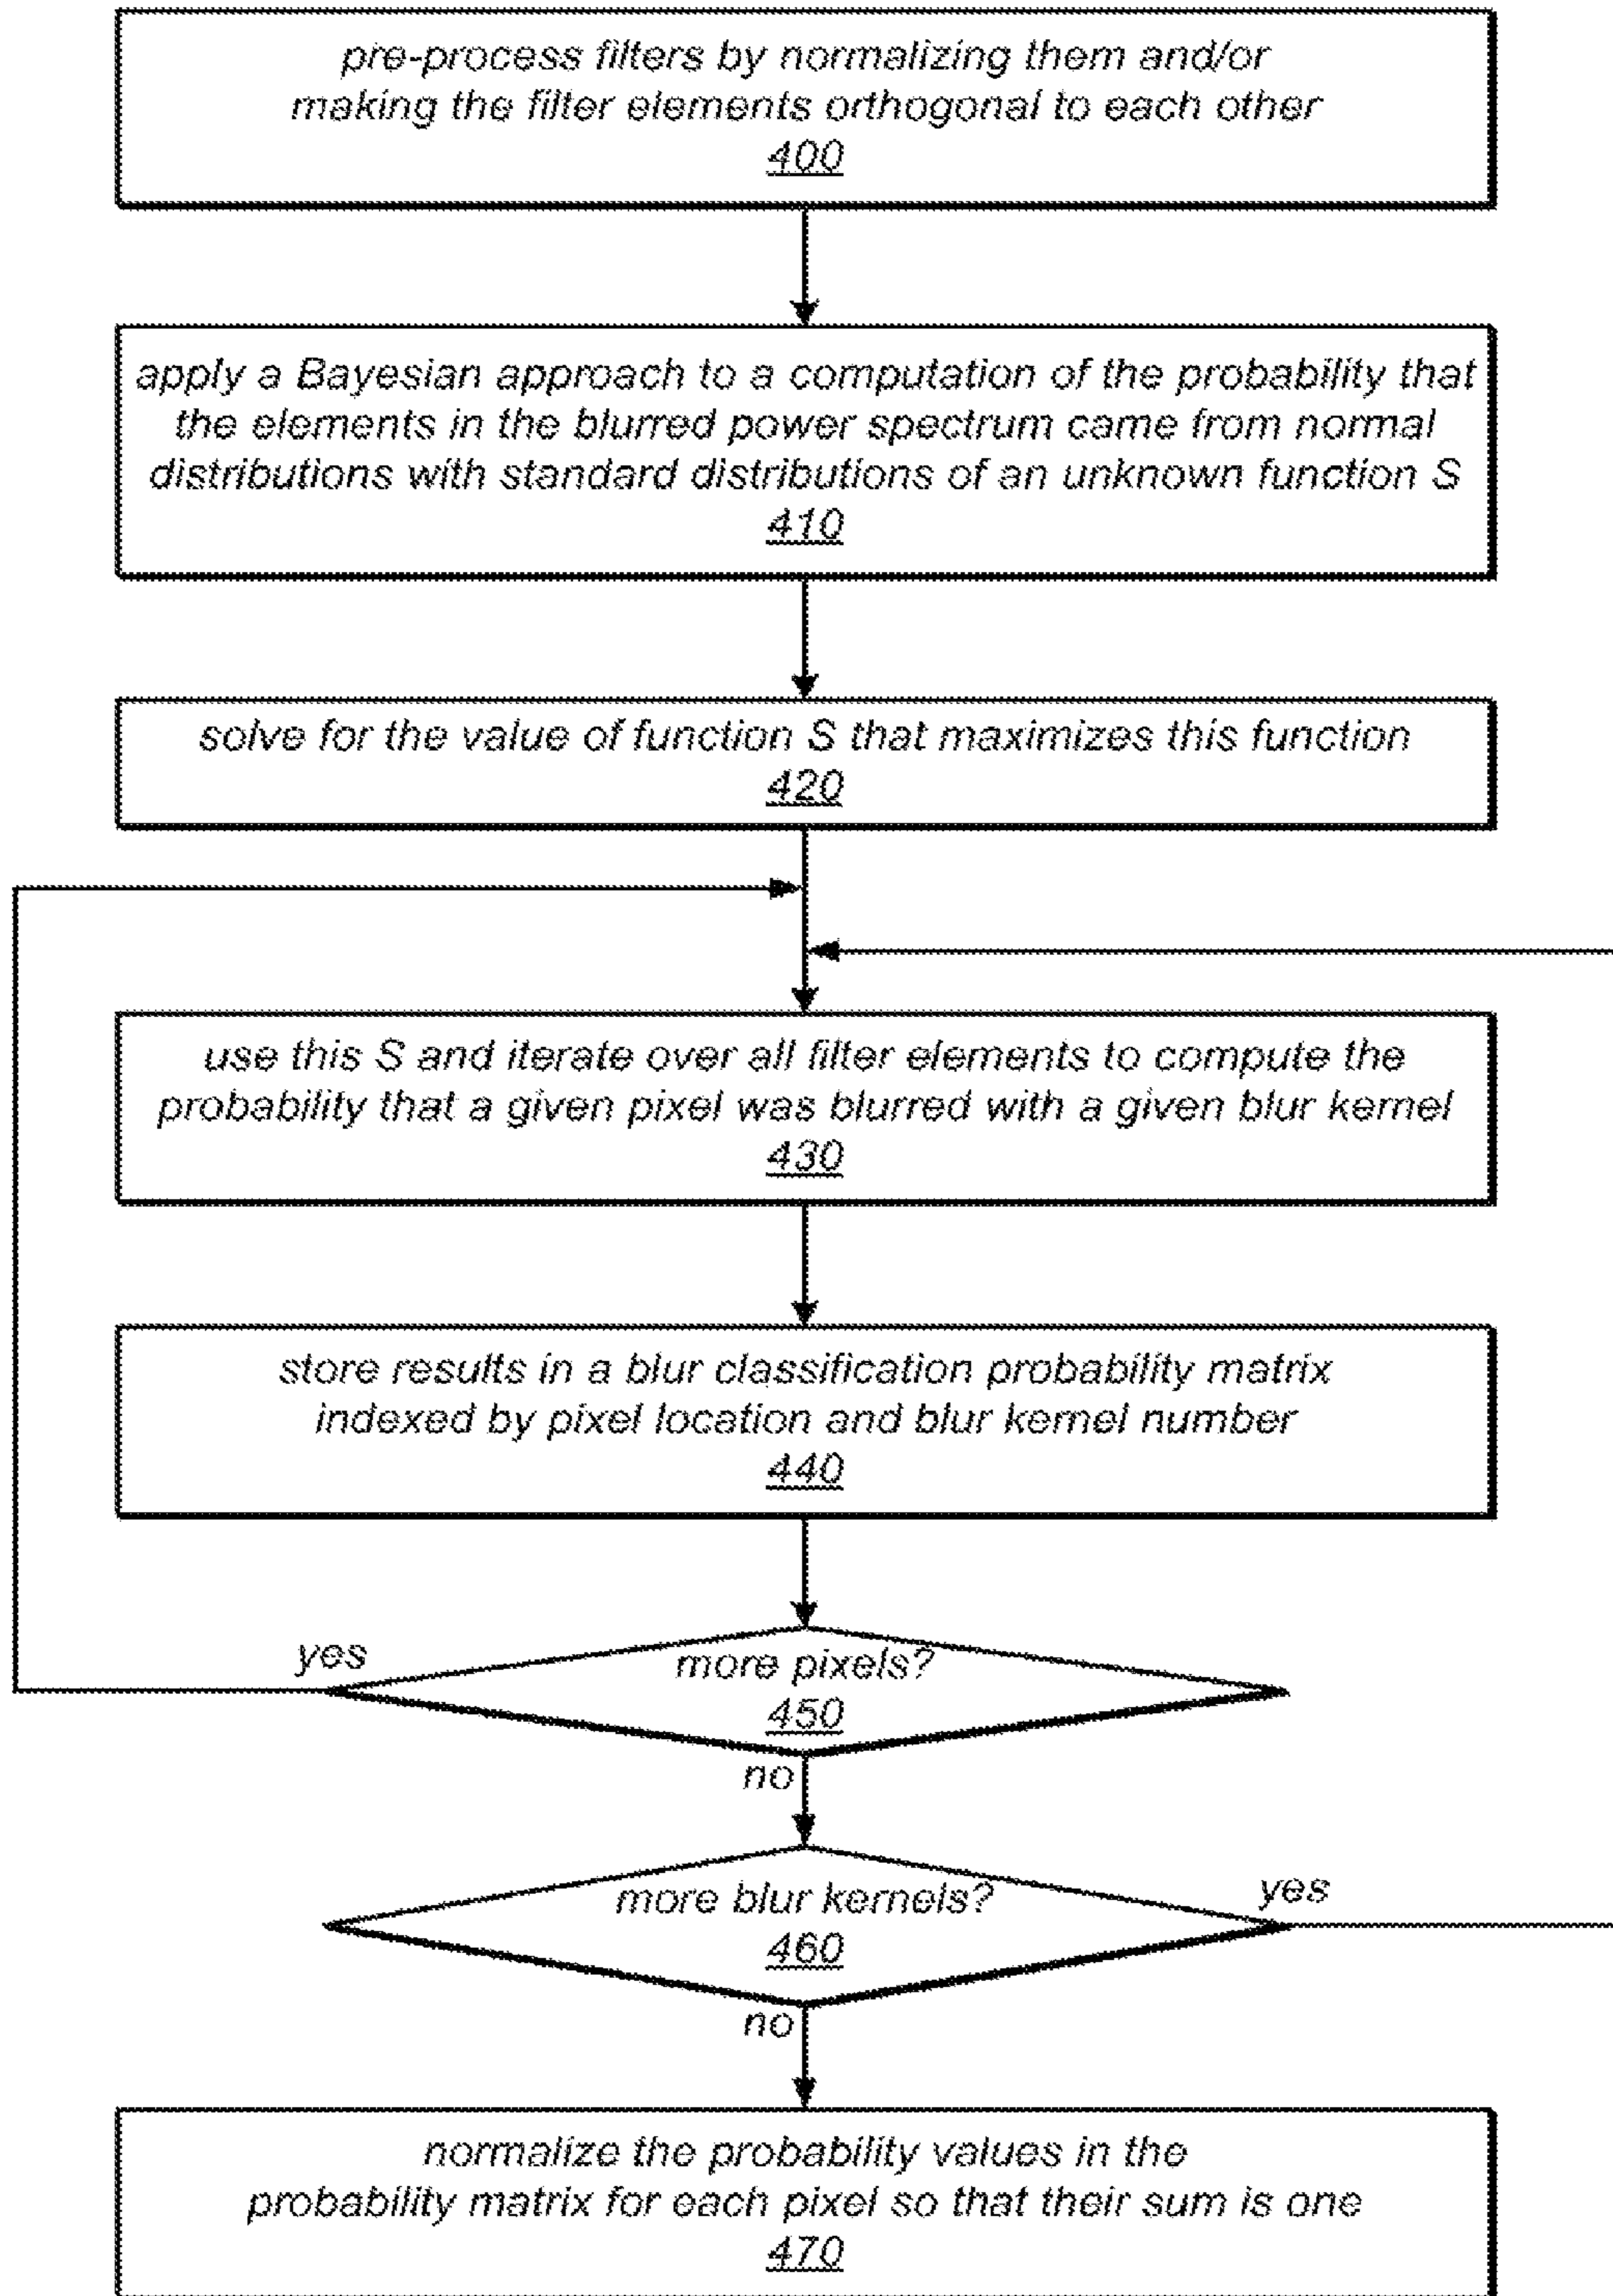 pre-process filters by normalizing them and/or
making the filter elements orthogonal to each other
400
apply a Bayesian approach to a computation of the probability that
the elements in the blurred power spectrum came from normal
distributions with standard distributions of an unknown function S
410
solve for the value of function S that maximizes this function
420
use this S and iterate over all filter elements to compute the
probability that a given pixel was blurred with a given blur kernel
430
store results in a blur classification probability matrix
indexed by pixel location and blur kernel number
440
yes
more pixels?
450
no
more blur kernels?
yes
460
no
normalize the probability values in the
probability matrix for each pixel so that their sum is one
470